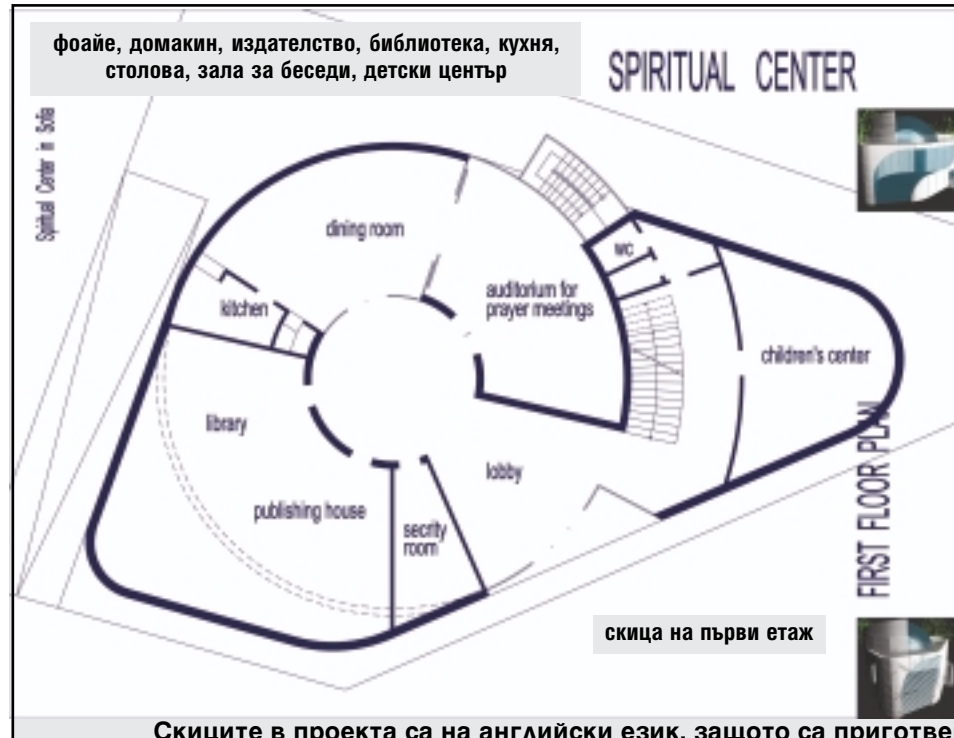 фоайе, домакин, издателство, библиотека, кухня,
столова, зала за беседи, детски център
SPIRITUAL CENTER
Spiritual Center in Sofia
dining room
WC
kitchen
auditorium for
prayer meetings
children's center
library
lobby
publishing house
secrity
room
FIRST FLOOR PLAN
скица на първи етаж
Скиците в проекта са на английски език, защото са приготве